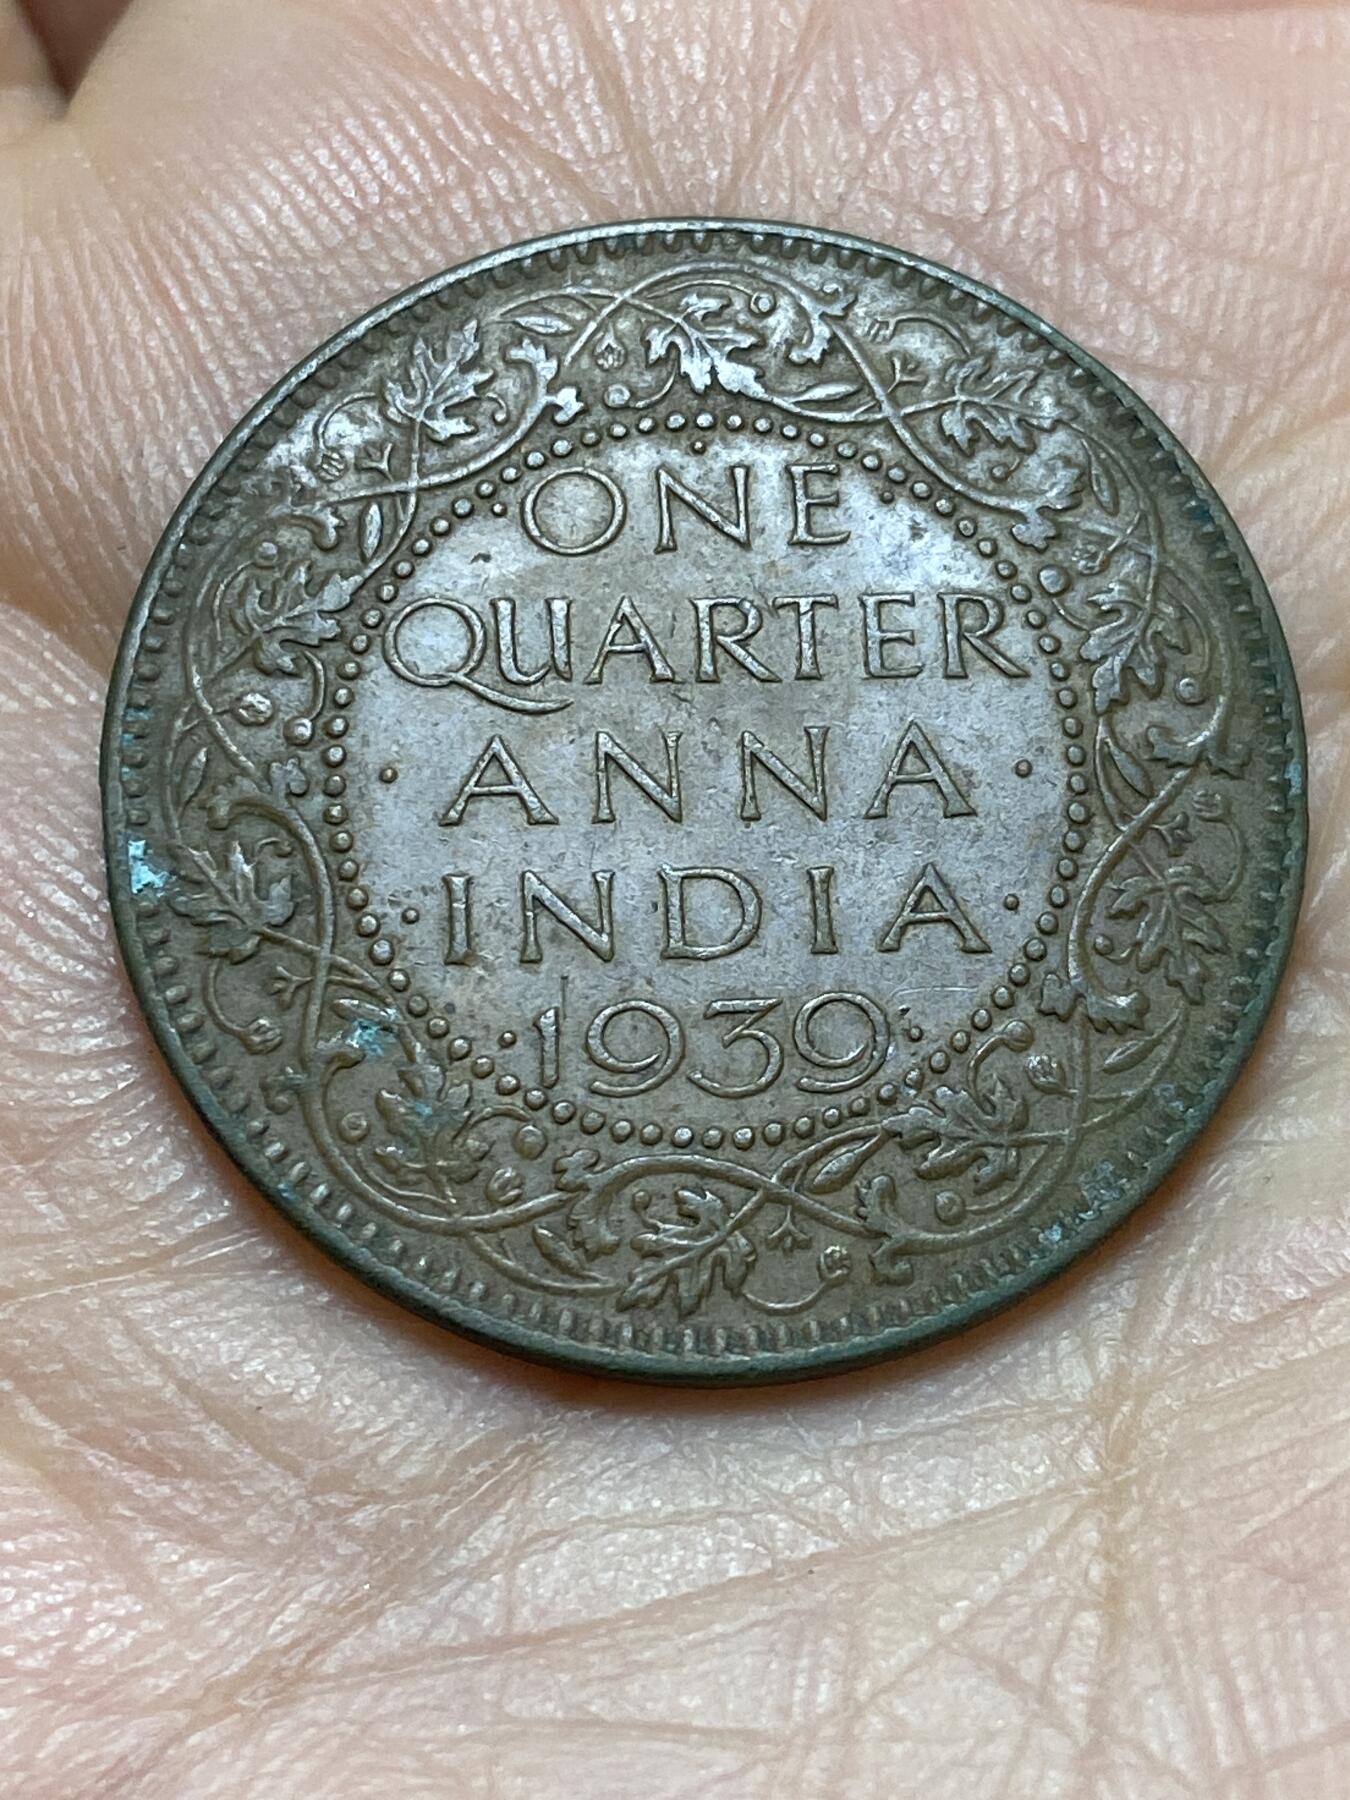 ONE
QUARTER
ANNA
INDIA
1939